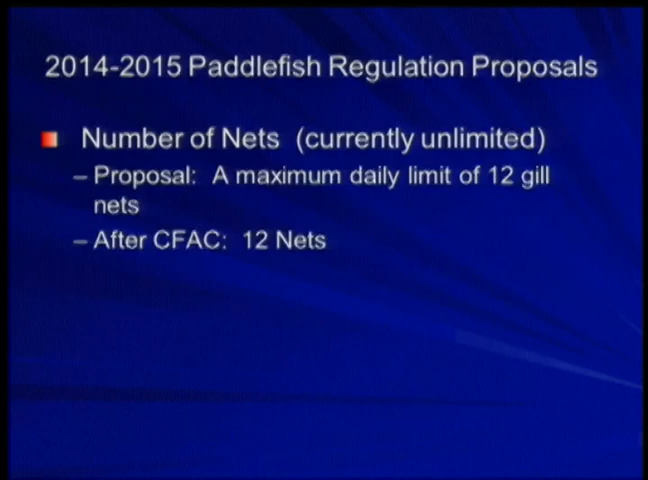 2014-2015 Paddlefish Regulation Proposals
Number of Nets (currently unlimited)
– Proposal: A maximum daily limit of 12 gill
nets
– After CFAC: 12 Nets